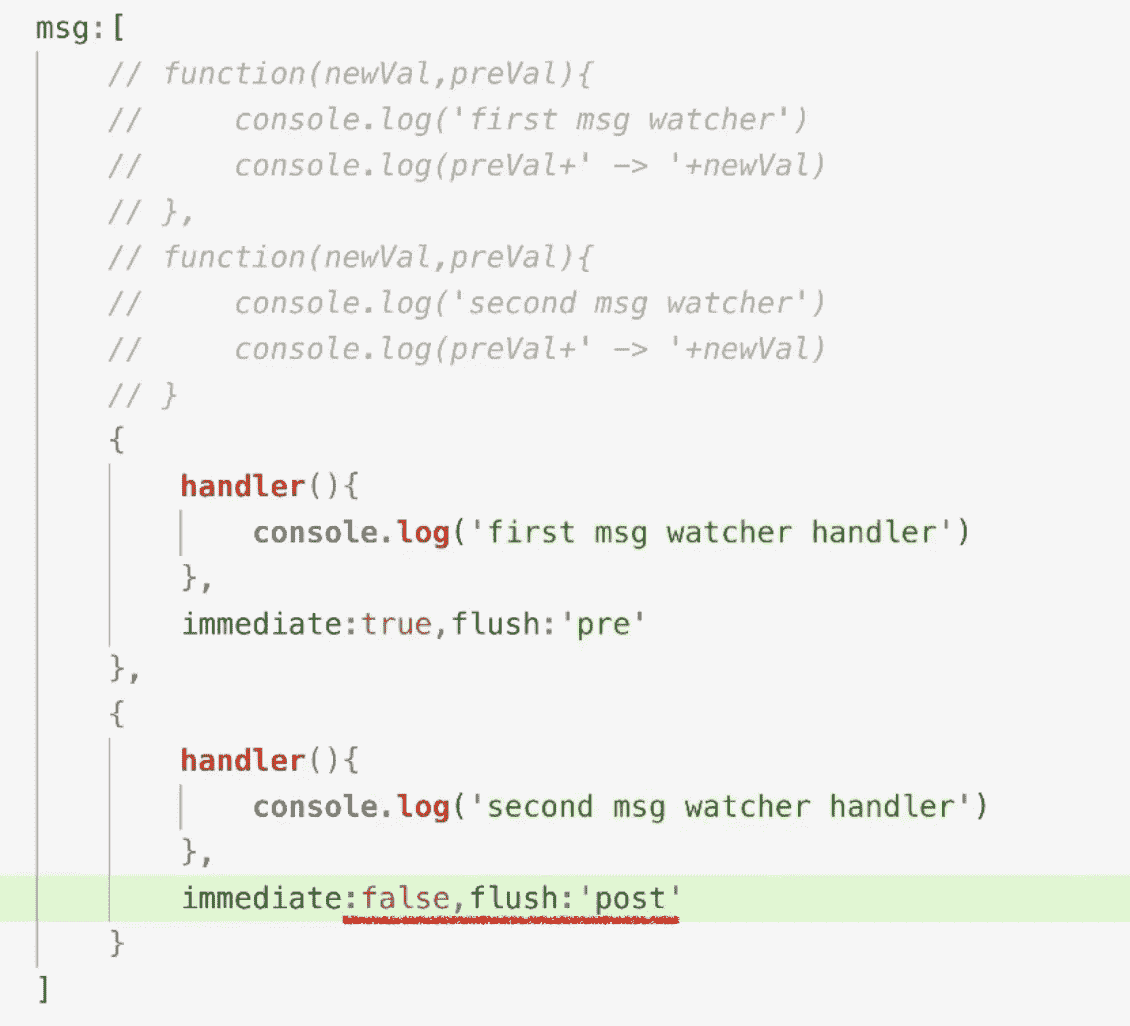 msg:[
// function(newVal,preVal){
//     console.log('first msg watcher')
//     console.log(preVal+' -> '+newVal)
// },
// function(newVal,preVal){
//     console.log('second msg watcher')
//     console.log(preVal+' -> '+newVal)
// }
{
handler(){
console.log('first msg watcher handler')
},
immediate:true,flush:'pre'
},
{
handler(){
console.log('second msg watcher handler')
},
immediate:false,flush:'post'
}
]